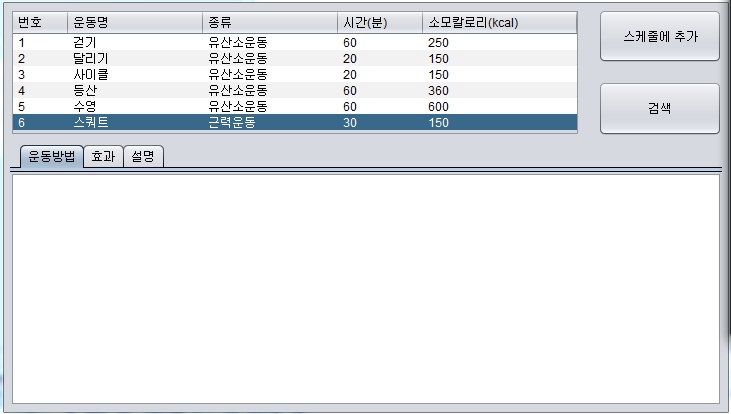 번호 운동명 종류 시간(분) 소모칼로리(kcal)
1 걷기 유산소운동 60 250
2 달리기 유산소운동 20 150
3 사이클 유산소운동 20 150
4 등산 유산소운동 60 360
5 수영 유산소운동 60 600
6 스쿼트 근력운동 30 150
스케줄에 추가
검색
운동방법 효과 설명